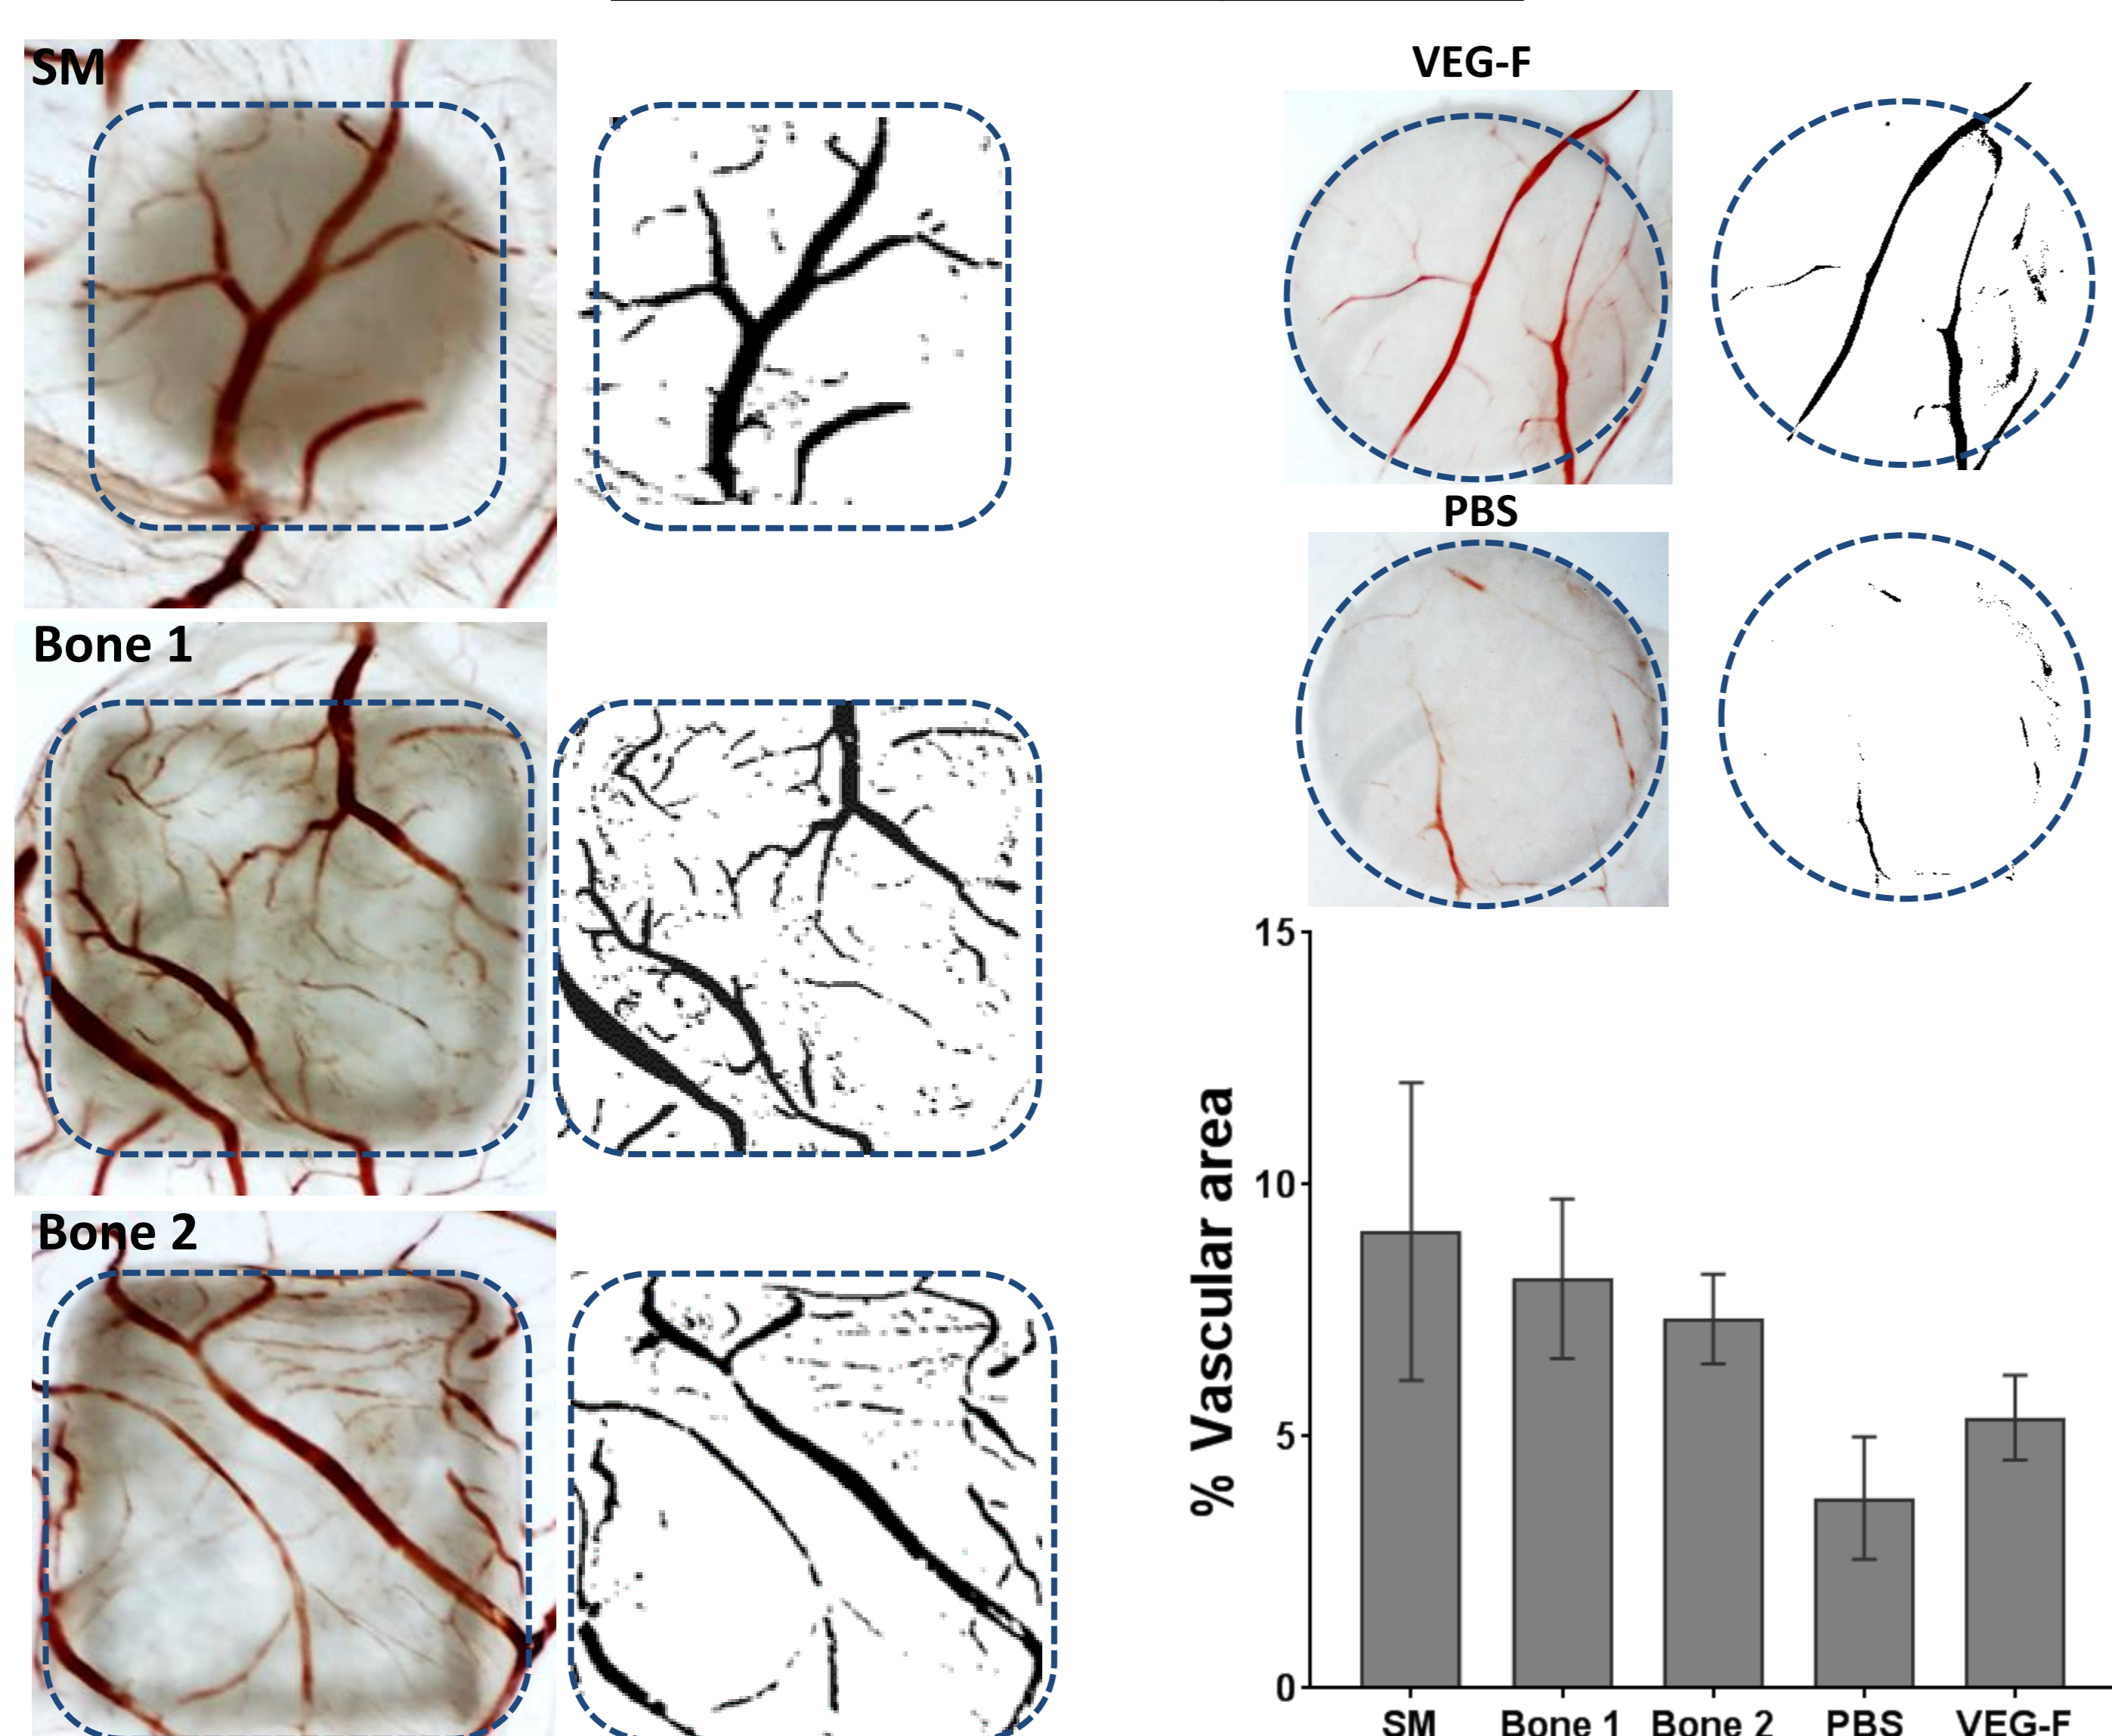 SM
VEG-F
PBS
Bone 1
Bone 2
% Vascular area
15
10
5
0
SM Bone 1 Bone 2 PBS VEG-F